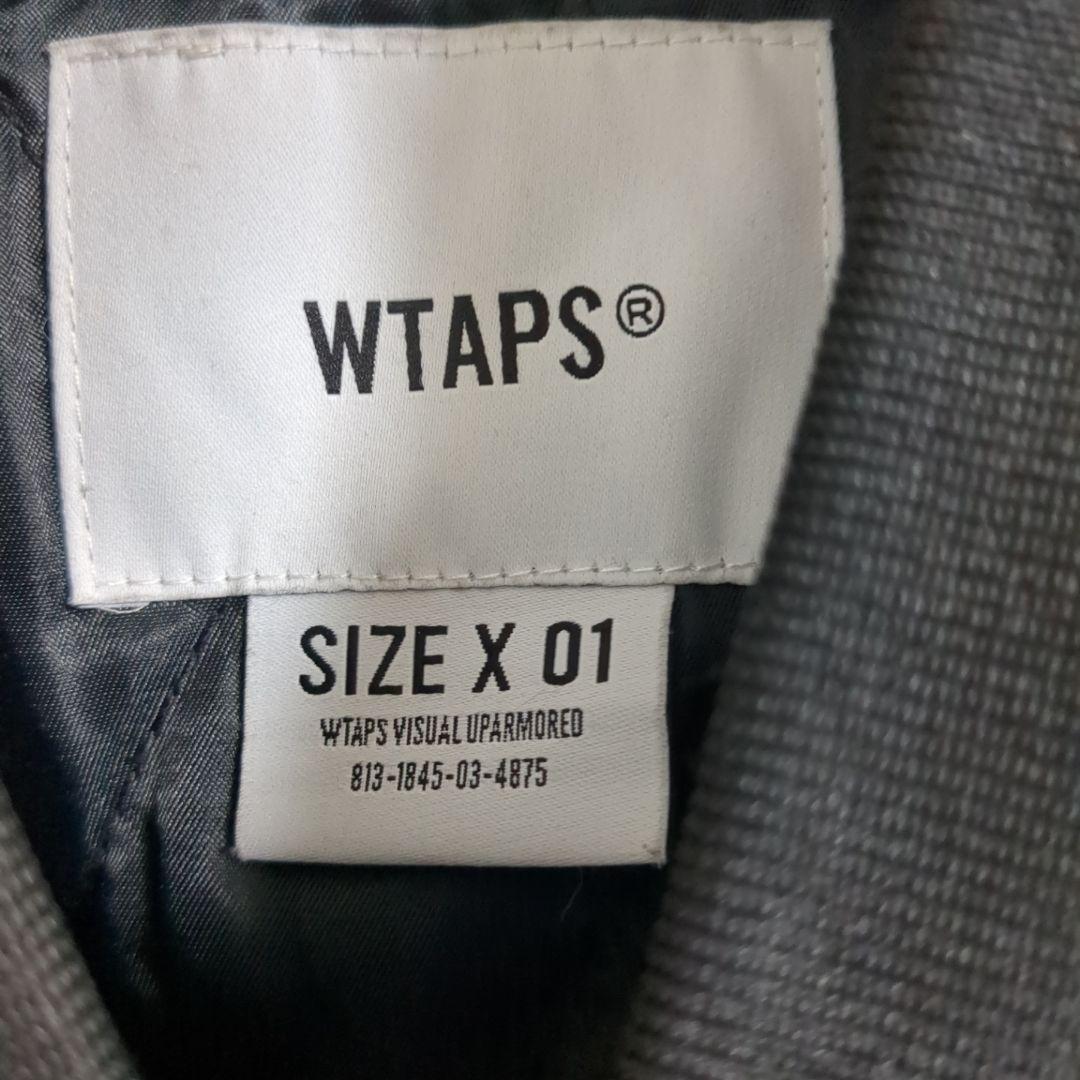 WTAPS®
SIZE X 01
WTAPS VISUAL UPARMORED
813-1845-03-4875